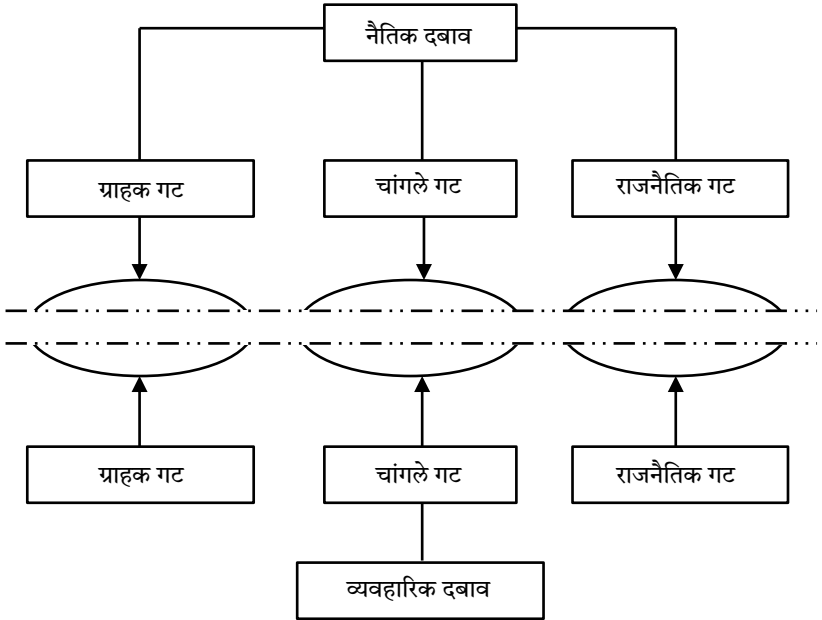 नैतिक दबाव
ग्राहक गट
चांगले गट
राजनैतिक गट
ग्राहक गट
चांगले गट
राजनैतिक गट
व्यवहारिक दबाव